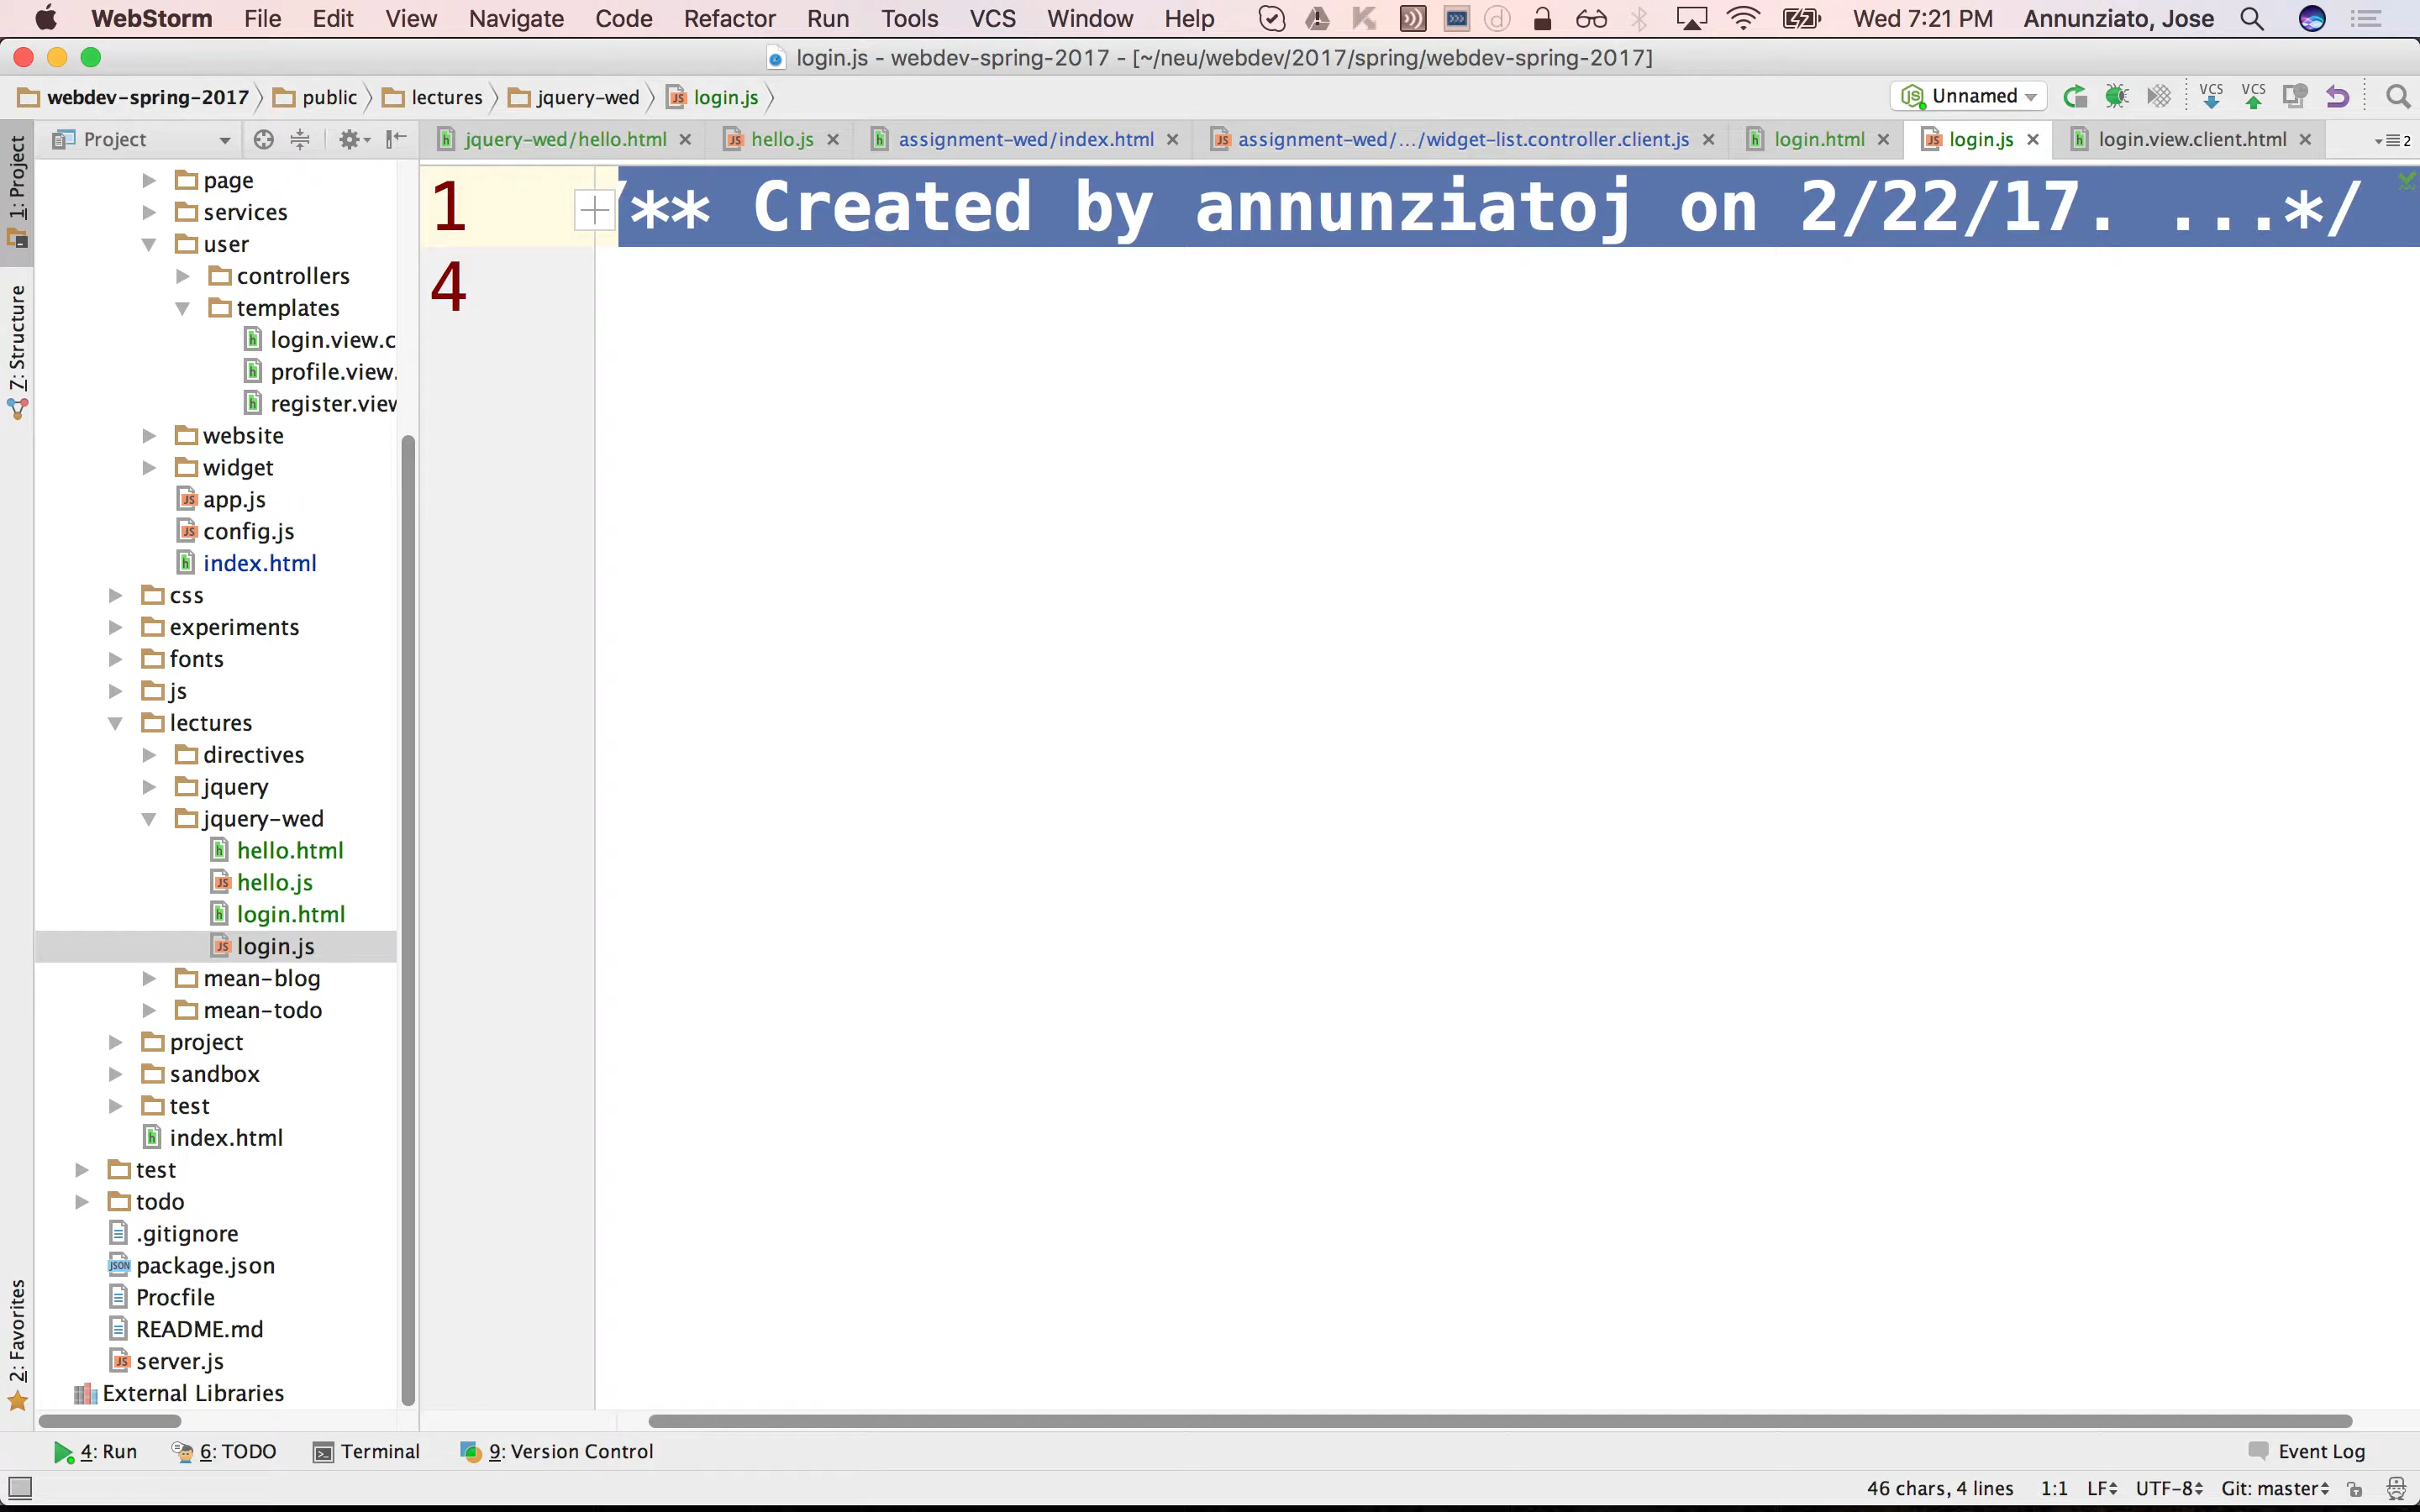 WebStorm File Edit View Navigate Code Refactor Run Tools VCS Window Help Wed 7:21 PM Annunziato, Jose
login.js - webdev-spring-2017 - [~/neu/webdev/2017/spring/webdev-spring-2017]
webdev-spring-2017 public lectures jquery-wed login.js Unnamed VCS VCS
Project jquery-wed/hello.html hello.js assignment-wed/index.html assignment-wed/.../widget-list.controller.client.js login.html login.js login.view.client.html 2
1: Project
7: Structure
2: Favorites
page
services
user
controllers
templates
login.view.c
profile.view.
register.view
website
widget
app.js
config.js
index.html
css
experiments
fonts
js
lectures
directives
jquery
jquery-wed
hello.html
hello.js
login.html
login.js
mean-blog
mean-todo
project
sandbox
test
index.html
test
todo
.gitignore
package.json
Procfile
README.md
server.js
External Libraries
1 /** Created by annunziatoj on 2/22/17. ...*/
4
4: Run 6: TODO Terminal 9: Version Control Event Log
46 chars, 4 lines 1:1 LF UTF-8 Git: master